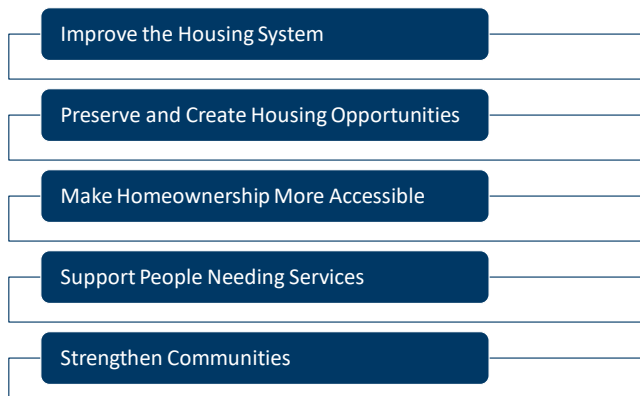 Improve the Housing System
Preserve and Create Housing Opportunities
Make Homeownership More Accessible
Support People Needing Services
Strengthen Communities